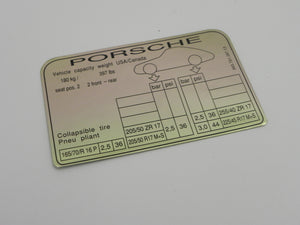 PORSCHE
Vehicle capacity weight USA/Canada
180 kg / 397 lbs
seat pos. 2 2 front - rear
bar psi bar psi
Collapsible tire
Pneu pliant
205/50 ZR 17 2,5 36 2,5 36 255/40 ZR 17
165/70 R 16 P 2,5 36 205/50 R17 M+S 3,0 44 225/45 R17 M+S